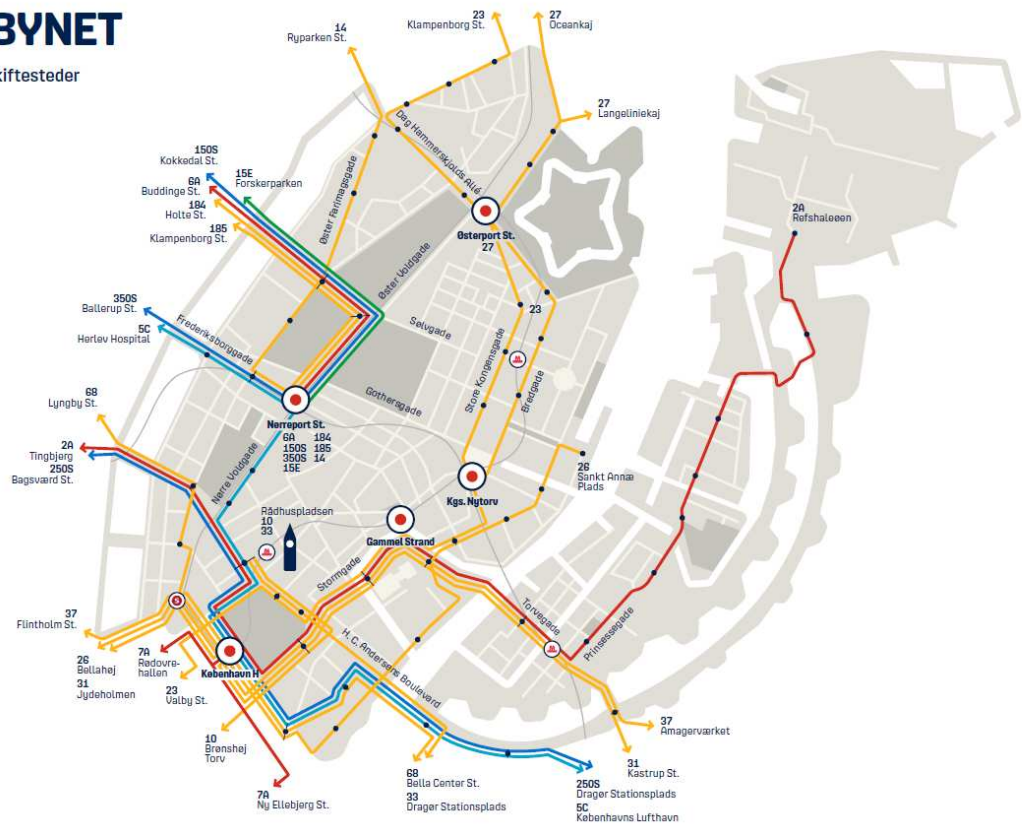 BYNET
kiftesteder
14
Ryparken St.
23
Klampenborg St.
27
Oceankaj
27
Langeliniekaj
150S
Kokkedal St.
6A
Buddinge St.
184
Holte St.
185
Klampenborg St.
15E
Forskerparken
Øster Farimagsgade
Dag Hammerskjolds Allé
Østerport St.
27
2A
Refshaleøen
Øster Voldgade
350S
Ballerup St.
5C
Herlev Hospital
Frederiksborggade
Sølvgade
23
Store Kongensgade
Bredgade
Gothersgade
Nørreport St.
6A 184
150S 185
350S 14
15E
68
Lyngby St.
2A
Tingbjerg
250S
Bagsværd St.
Nørre Voldgade
Kgs. Nytorv
26
Sankt Annæ
Plads
Rådhuspladsen
10
33
Gammel Strand
Stormgade
S
37
Flintholm St.
26
Bellahøj
31
Jydeholmen
7A
Rødovre-
hallen
23
Valby St.
København H
H. C. Andersens Boulevard
Torvegade
Prinsessegade
10
Brønshøj
Torv
7A
Ny Ellebjerg St.
68
Bella Center St.
33
Dragør Stationsplads
37
Amagerværket
31
Kastrup St.
250S
Dragør Stationsplads
5C
Københavns Lufthavn